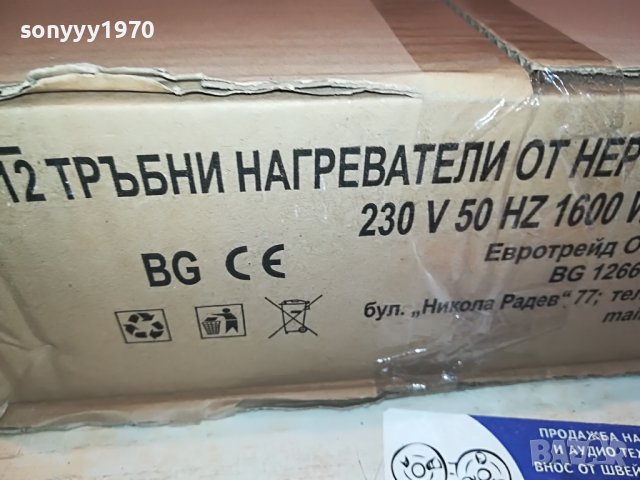 sonyyy1970
12 ТРЪБНИ НАГРЕВАТЕЛИ ОТ НЕР
230 V 50 HZ 1600
Евротрейд О
BG CE
BG 1266
бул. „Никола Радев“ 77; тел
mail
ПРОДАЖБА НА
И АУДИО ТЕХ
ВНОС ОТ ШВЕЙ